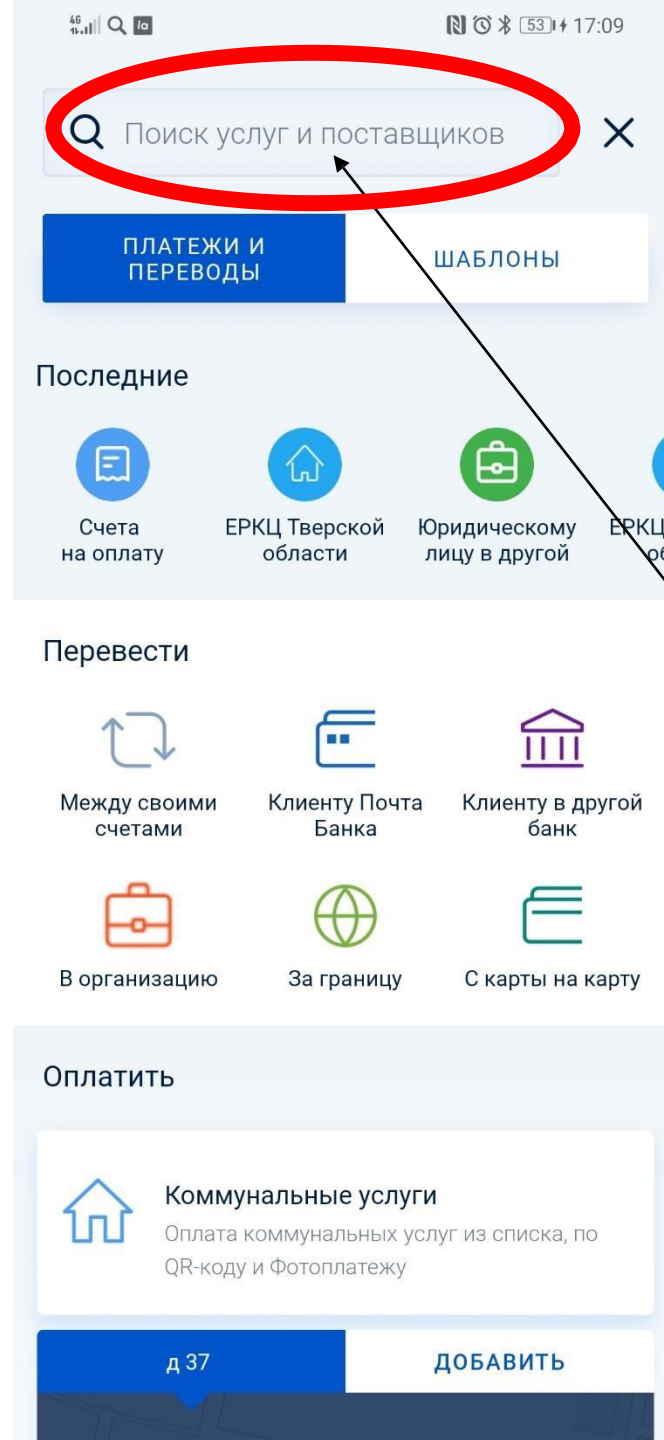 4G 53 17:09
Поиск услуг и поставщиков
ПЛАТЕЖИ И
ПЕРЕВОДЫ
ШАБЛОНЫ
Последние
Счета
на оплату
ЕРКЦ Тверской
области
Юридическому
лицу в другой
ЕРКЦ
об
Перевести
Между своими
счетами
Клиенту Почта
Банка
Клиенту в другой
банк
В организацию
За границу
С карты на карту
Оплатить
Коммунальные услуги
Оплата коммунальных услуг из списка, по
QR-коду и Фотоплатежу
д 37
ДОБАВИТЬ